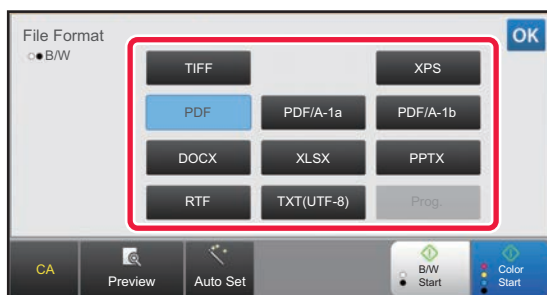 File Format
OK
B/W
TIFF
XPS
PDF
PDF/A-1a
PDF/A-1b
DOCX
XLSX
PPTX
RTF
TXT(UTF-8)
Prog.
CA
Preview
Auto Set
B/W
Start
Color
Start